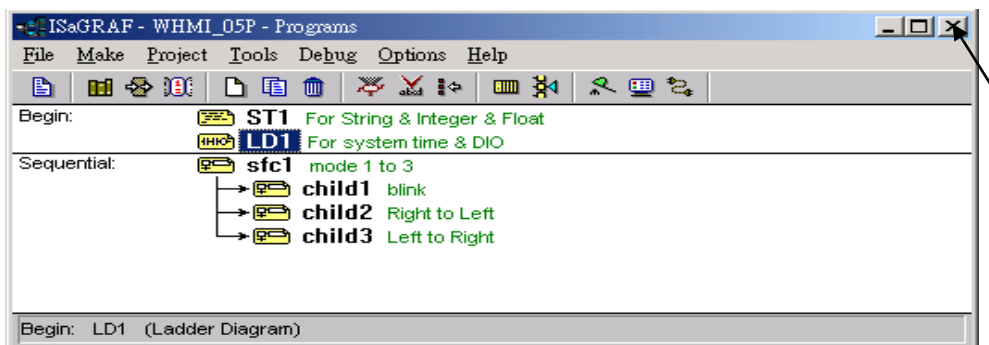 ISaGRAF - WHMI_05P - Programs
File Make Project Tools Debug Options Help
Begin: ST1 For String & Integer & Float
LD1 For system time & DIO
Sequential: sfc1 mode 1 to 3
child1 blink
child2 Right to Left
child3 Left to Right
Begin: LD1 (Ladder Diagram)